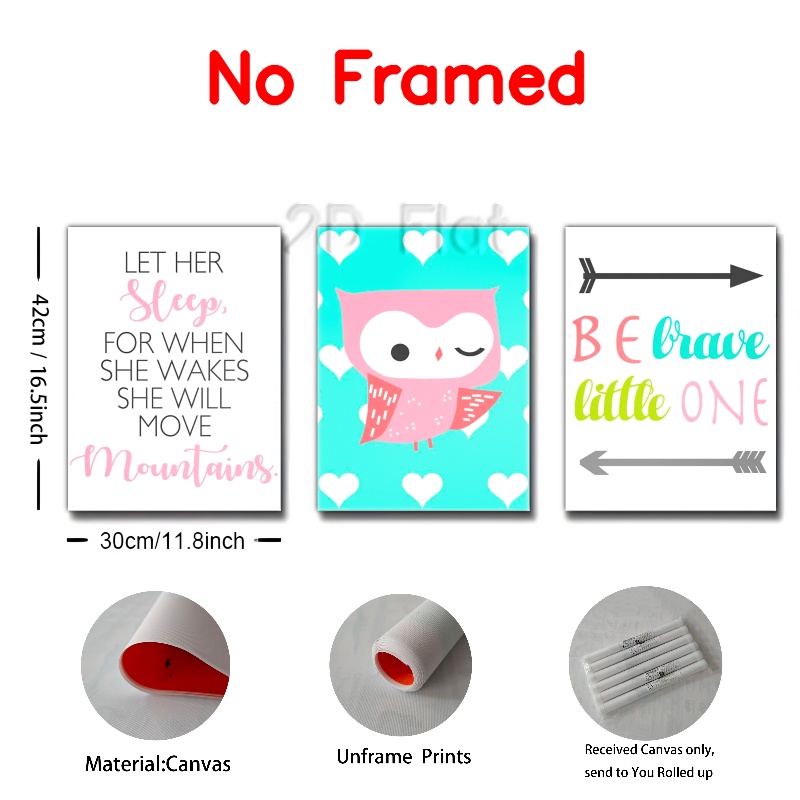 No Framed
2D Flat
42cm / 16.5inch
LET HER
Sleep,
FOR WHEN
SHE WAKES
SHE WILL
MOVE
Mountains.
BE brave
little ONE
30cm/11.8inch
Material:Canvas
Unframe Prints
Received Canvas only,
send to You Rolled up